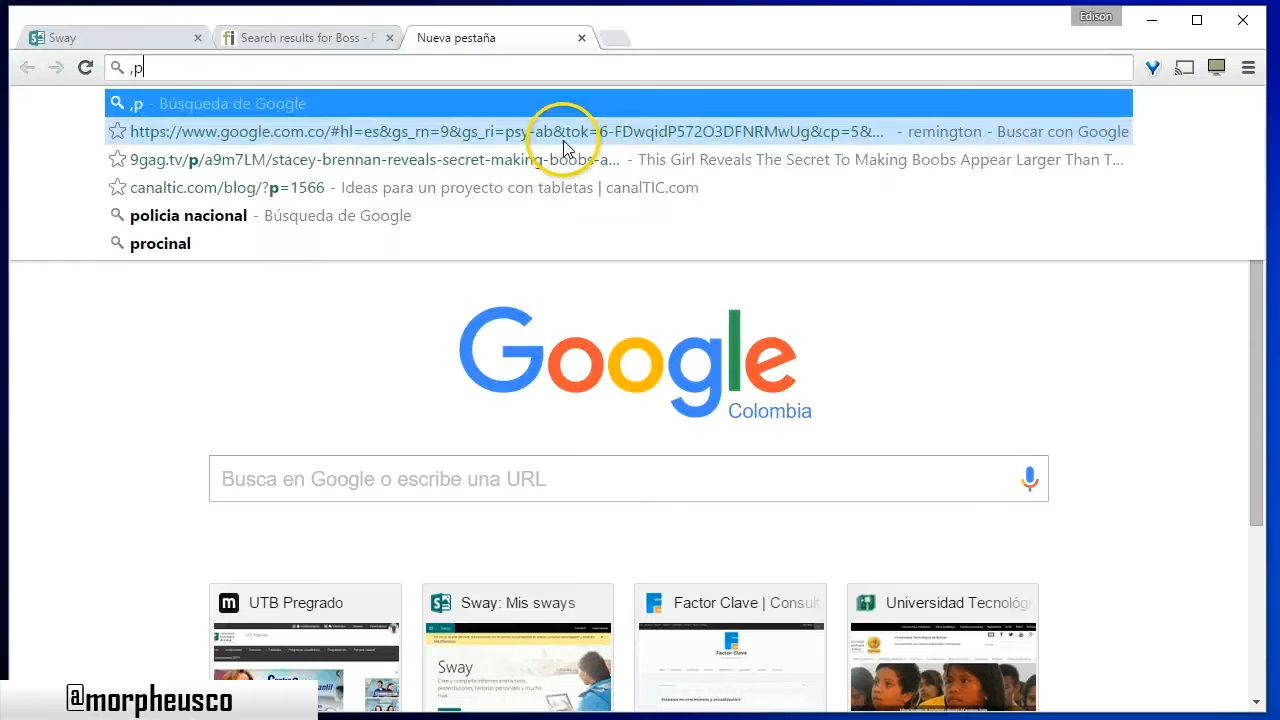 Edison
Sway
Search results for Boss - F
Nueva pestaña
,p
,p - Búsqueda de Google
https://www.google.com.co/#hl=es&gs_rn=9&gs_ri=psy-ab&tok=6-FDwqidP572O3DFNRMwUg&cp=5&... - remington - Buscar con Google
9gag.tv/p/a9m7LM/stacey-brennan-reveals-secret-making-boobs-a... - This Girl Reveals The Secret To Making Boobs Appear Larger Than T...
canaltic.com/blog/?p=1566 - Ideas para un proyecto con tabletas | canalTIC.com
policia nacional - Búsqueda de Google
procinal
Google
Colombia
Busca en Google o escribe una URL
m UTB Pregrado
Sway: Mis sways
Factor Clave | Consult
Universidad Tecnológi
Sway
Factor Clave
@morpheusco